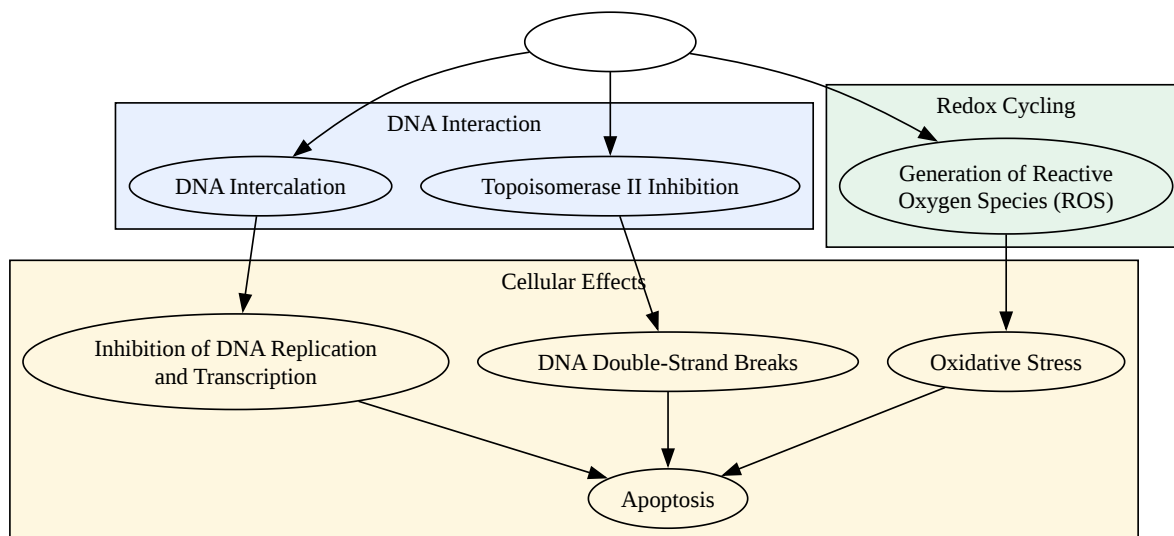 DNA Interaction
Redox Cycling
DNA Intercalation
Topoisomerase II Inhibition
Generation of Reactive
Oxygen Species (ROS)
Cellular Effects
Inhibition of DNA Replication
and Transcription
DNA Double-Strand Breaks
Oxidative Stress
Apoptosis